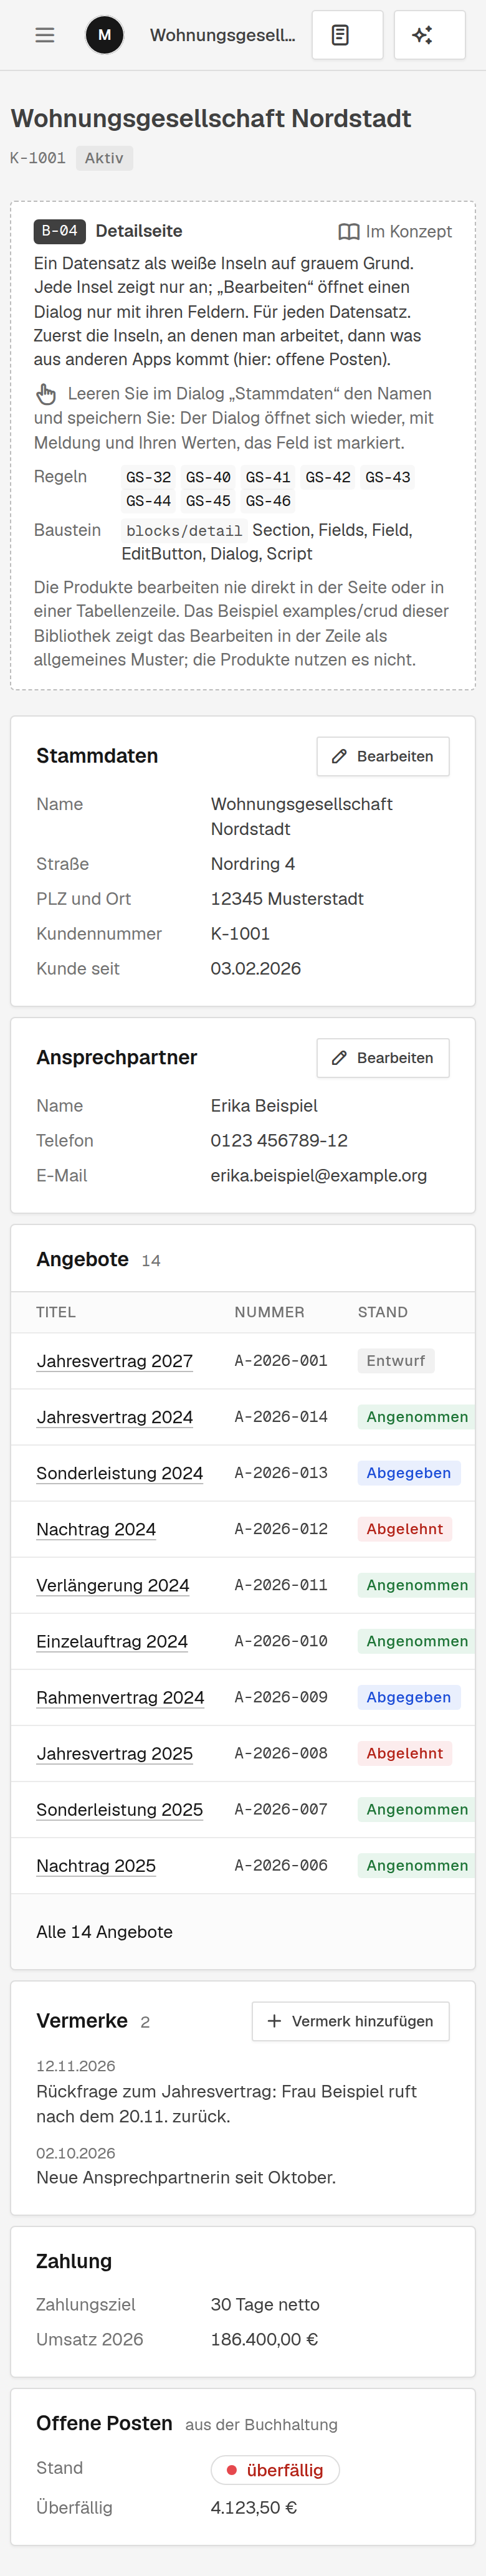 M Wohnungsgesell...
Wohnungsgesellschaft Nordstadt
K-1001 Aktiv
B-04 Detailseite Im Konzept
Ein Datensatz als weiße Inseln auf grauem Grund.
Jede Insel zeigt nur an; „Bearbeiten“ öffnet einen
Dialog nur mit ihren Feldern. Für jeden Datensatz.
Zuerst die Inseln, an denen man arbeitet, dann was
aus anderen Apps kommt (hier: offene Posten).
Leeren Sie im Dialog „Stammdaten“ den Namen
und speichern Sie: Der Dialog öffnet sich wieder, mit
Meldung und Ihren Werten, das Feld ist markiert.
Regeln GS-32 GS-40 GS-41 GS-42 GS-43
GS-44 GS-45 GS-46
Baustein blocks/detail Section, Fields, Field,
EditButton, Dialog, Script
Die Produkte bearbeiten nie direkt in der Seite oder in
einer Tabellenzeile. Das Beispiel examples/crud dieser
Bibliothek zeigt das Bearbeiten in der Zeile als
allgemeines Muster; die Produkte nutzen es nicht.
Stammdaten Bearbeiten
Name Wohnungsgesellschaft
Nordstadt
Straße Nordring 4
PLZ und Ort 12345 Musterstadt
Kundennummer K-1001
Kunde seit 03.02.2026
Ansprechpartner Bearbeiten
Name Erika Beispiel
Telefon 0123 456789-12
E-Mail erika.beispiel@example.org
Angebote 14
TITEL NUMMER STAND
Jahresvertrag 2027 A-2026-001 Entwurf
Jahresvertrag 2024 A-2026-014 Angenommen
Sonderleistung 2024 A-2026-013 Abgegeben
Nachtrag 2024 A-2026-012 Abgelehnt
Verlängerung 2024 A-2026-011 Angenommen
Einzelauftrag 2024 A-2026-010 Angenommen
Rahmenvertrag 2024 A-2026-009 Abgegeben
Jahresvertrag 2025 A-2026-008 Abgelehnt
Sonderleistung 2025 A-2026-007 Angenommen
Nachtrag 2025 A-2026-006 Angenommen
Alle 14 Angebote
Vermerke 2 Vermerk hinzufügen
12.11.2026
Rückfrage zum Jahresvertrag: Frau Beispiel ruft
nach dem 20.11. zurück.
02.10.2026
Neue Ansprechpartnerin seit Oktober.
Zahlung
Zahlungsziel 30 Tage netto
Umsatz 2026 186.400,00 €
Offene Posten aus der Buchhaltung
Stand überfällig
Überfällig 4.123,50 €